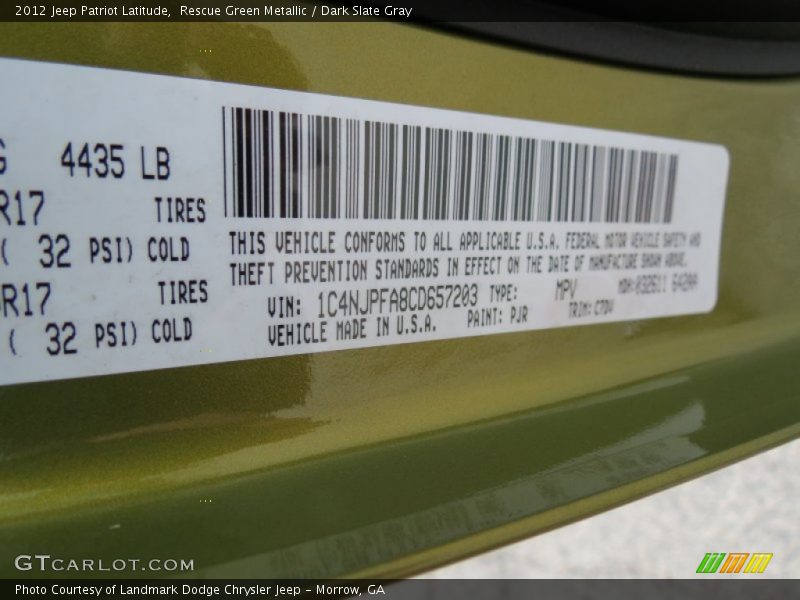 2012 Jeep Patriot Latitude, Rescue Green Metallic / Dark Slate Gray
4435 LB
R17 TIRES
( 32 PSI) COLD
R17 TIRES
( 32 PSI) COLD
THIS VEHICLE CONFORMS TO ALL APPLICABLE U.S.A. FEDERAL MOTOR VEHICLE SAFETY AND
THEFT PREVENTION STANDARDS IN EFFECT ON THE DATE OF MANUFACTURE SHOWN ABOVE.
VIN: 1C4NJPFA8CD657203 TYPE: MPV
VEHICLE MADE IN U.S.A. PAINT: PJR TRIM:
GTCARLOT.COM
Photo Courtesy of Landmark Dodge Chrysler Jeep - Morrow, GA